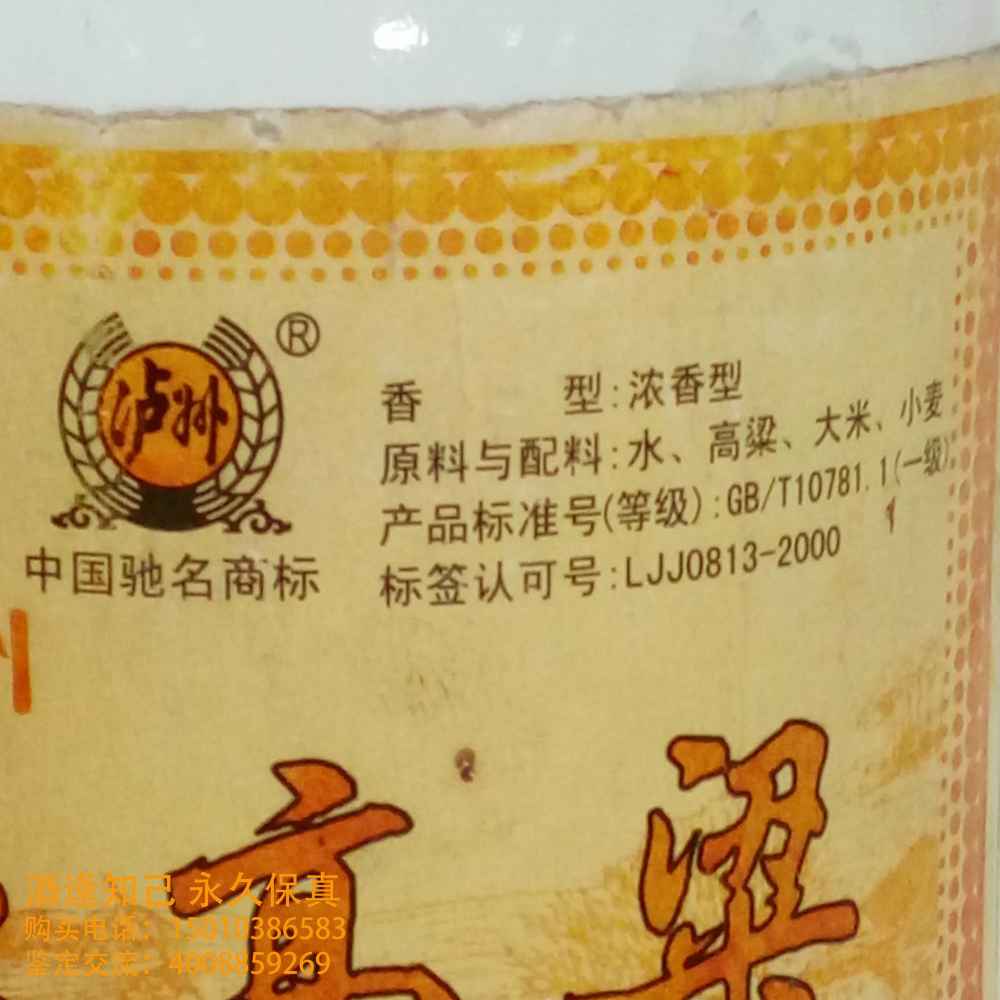 泸州
®
中国驰名商标
香 型:浓香型
原料与配料:水、高粱、大米、小麦
产品标准号(等级):GB/T10781.1(一级)
标签认可号:LJJ0813-2000
高粱
酒逢知己 永久保真
购买电话:15010386583
鉴定交流:4008859269